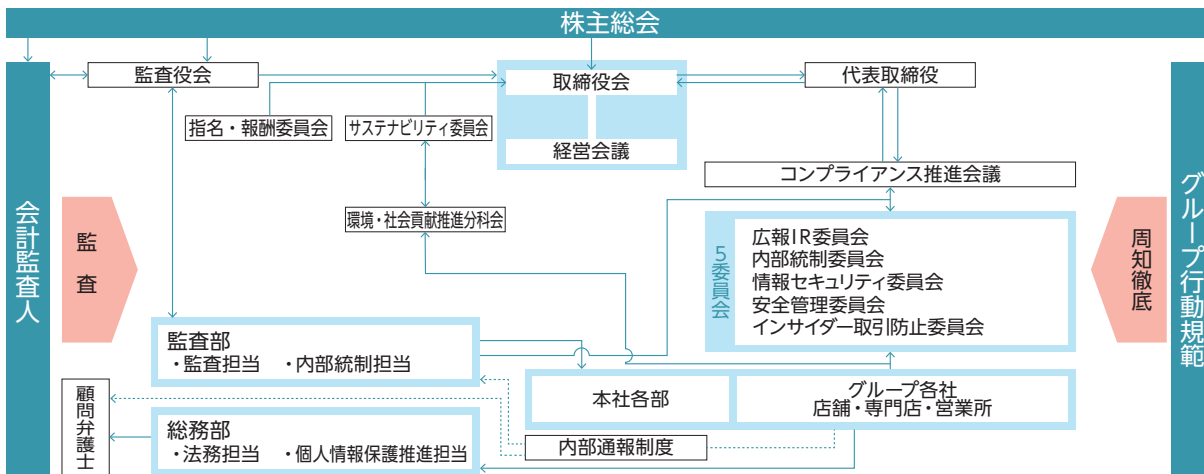 株主総会
監査役会
取締役会
代表取締役
指名・報酬委員会
サステナビリティ委員会
経営会議
コンプライアンス推進会議
会計監査人
監査
環境・社会貢献推進分科会
5委員会
広報IR委員会
内部統制委員会
情報セキュリティ委員会
安全管理委員会
インサイダー取引防止委員会
周知徹底
グループ行動規範
監査部
・監査担当 ・内部統制担当
本社各部
グループ各社
店舗・専門店・営業所
顧問弁護士
総務部
・法務担当 ・個人情報保護推進担当
内部通報制度